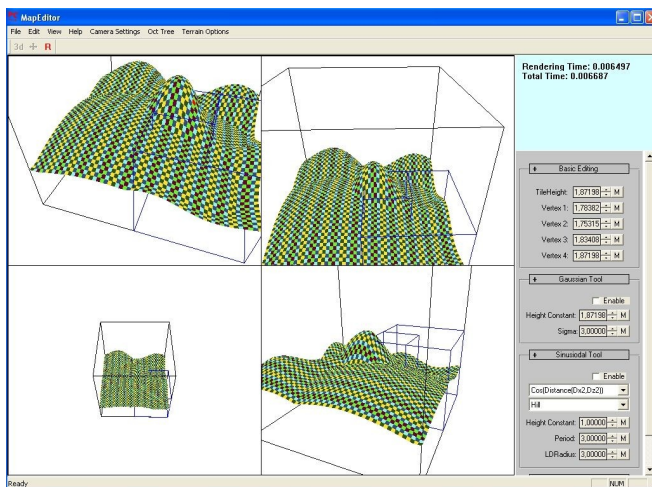 MapEditor
File Edit View Help Camera Settings Oct Tree Terrain Options
3d R
Rendering Time: 0.006497
Total Time: 0.006687
+ Basic Editing
TileHeight: 1,87198 M
Vertex 1: 1,78382 M
Vertex 2: 1,75315 M
Vertex 3: 1,83408 M
Vertex 4: 1,87198 M
+ Gaussian Tool
Enable
Height Constant: 1,87198 M
Sigma: 3,00000 M
+ Sinusiodal Tool
Enable
Cos(Distance(Dx2,Dz2))
Hill
Height Constant: 1,00000 M
Period: 3,00000 M
LDRadius: 3,00000 M
Ready NUM